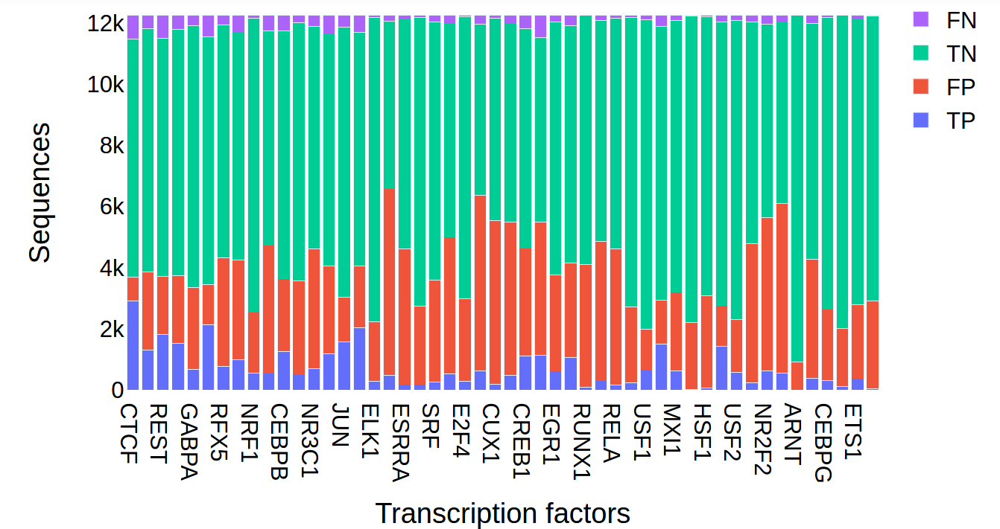 12k
10k
8k
6k
4k
2k
0
Sequences
FN
TN
FP
TP
CTCF
REST
GABPA
RFX5
NRF1
CEBPB
NR3C1
JUN
ELK1
ESRRA
SRF
E2F4
CUX1
CREB1
EGR1
RUNX1
RELA
USF1
MXI1
HSF1
USF2
NR2F2
ARNT
CEBPG
ETS1
Transcription factors